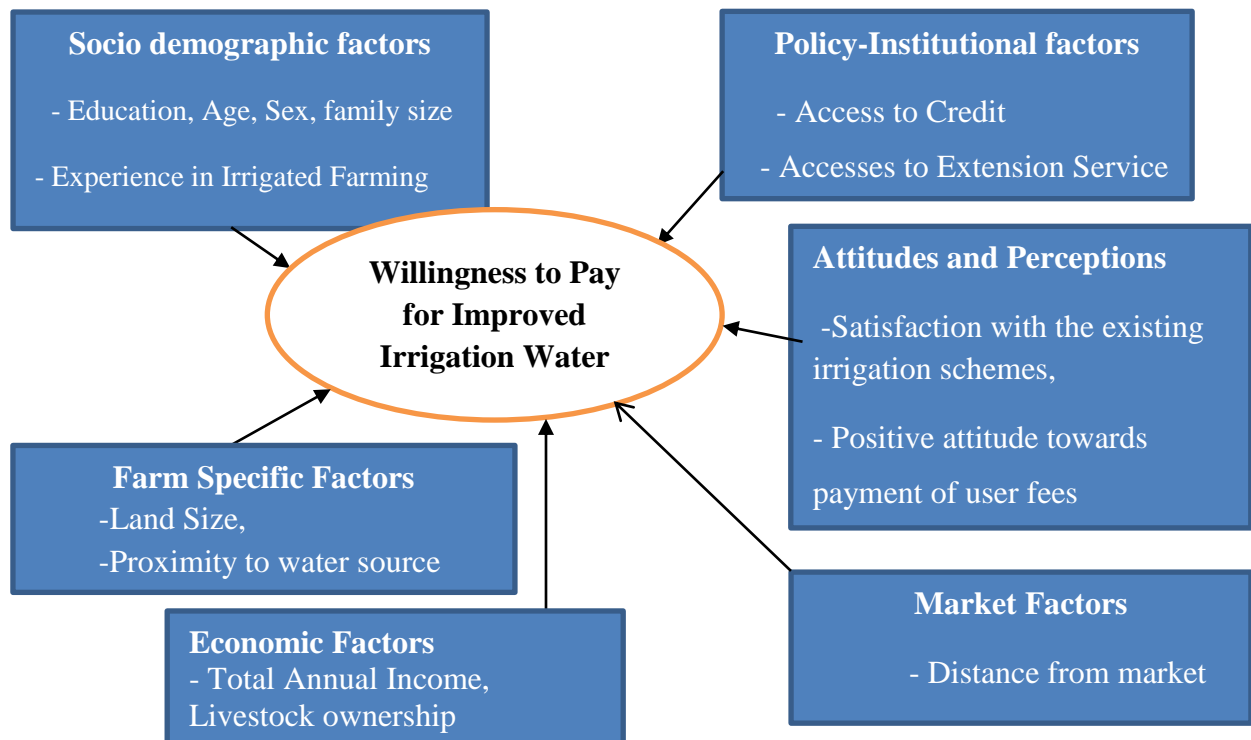 Socio demographic factors
- Education, Age, Sex, family size
- Experience in Irrigated Farming
Policy-Institutional factors
- Access to Credit
- Accesses to Extension Service
Willingness to Pay
for Improved
Irrigation Water
Attitudes and Perceptions
-Satisfaction with the existing
irrigation schemes,
- Positive attitude towards
payment of user fees
Farm Specific Factors
-Land Size,
-Proximity to water source
Economic Factors
- Total Annual Income,
Livestock ownership
Market Factors
- Distance from market